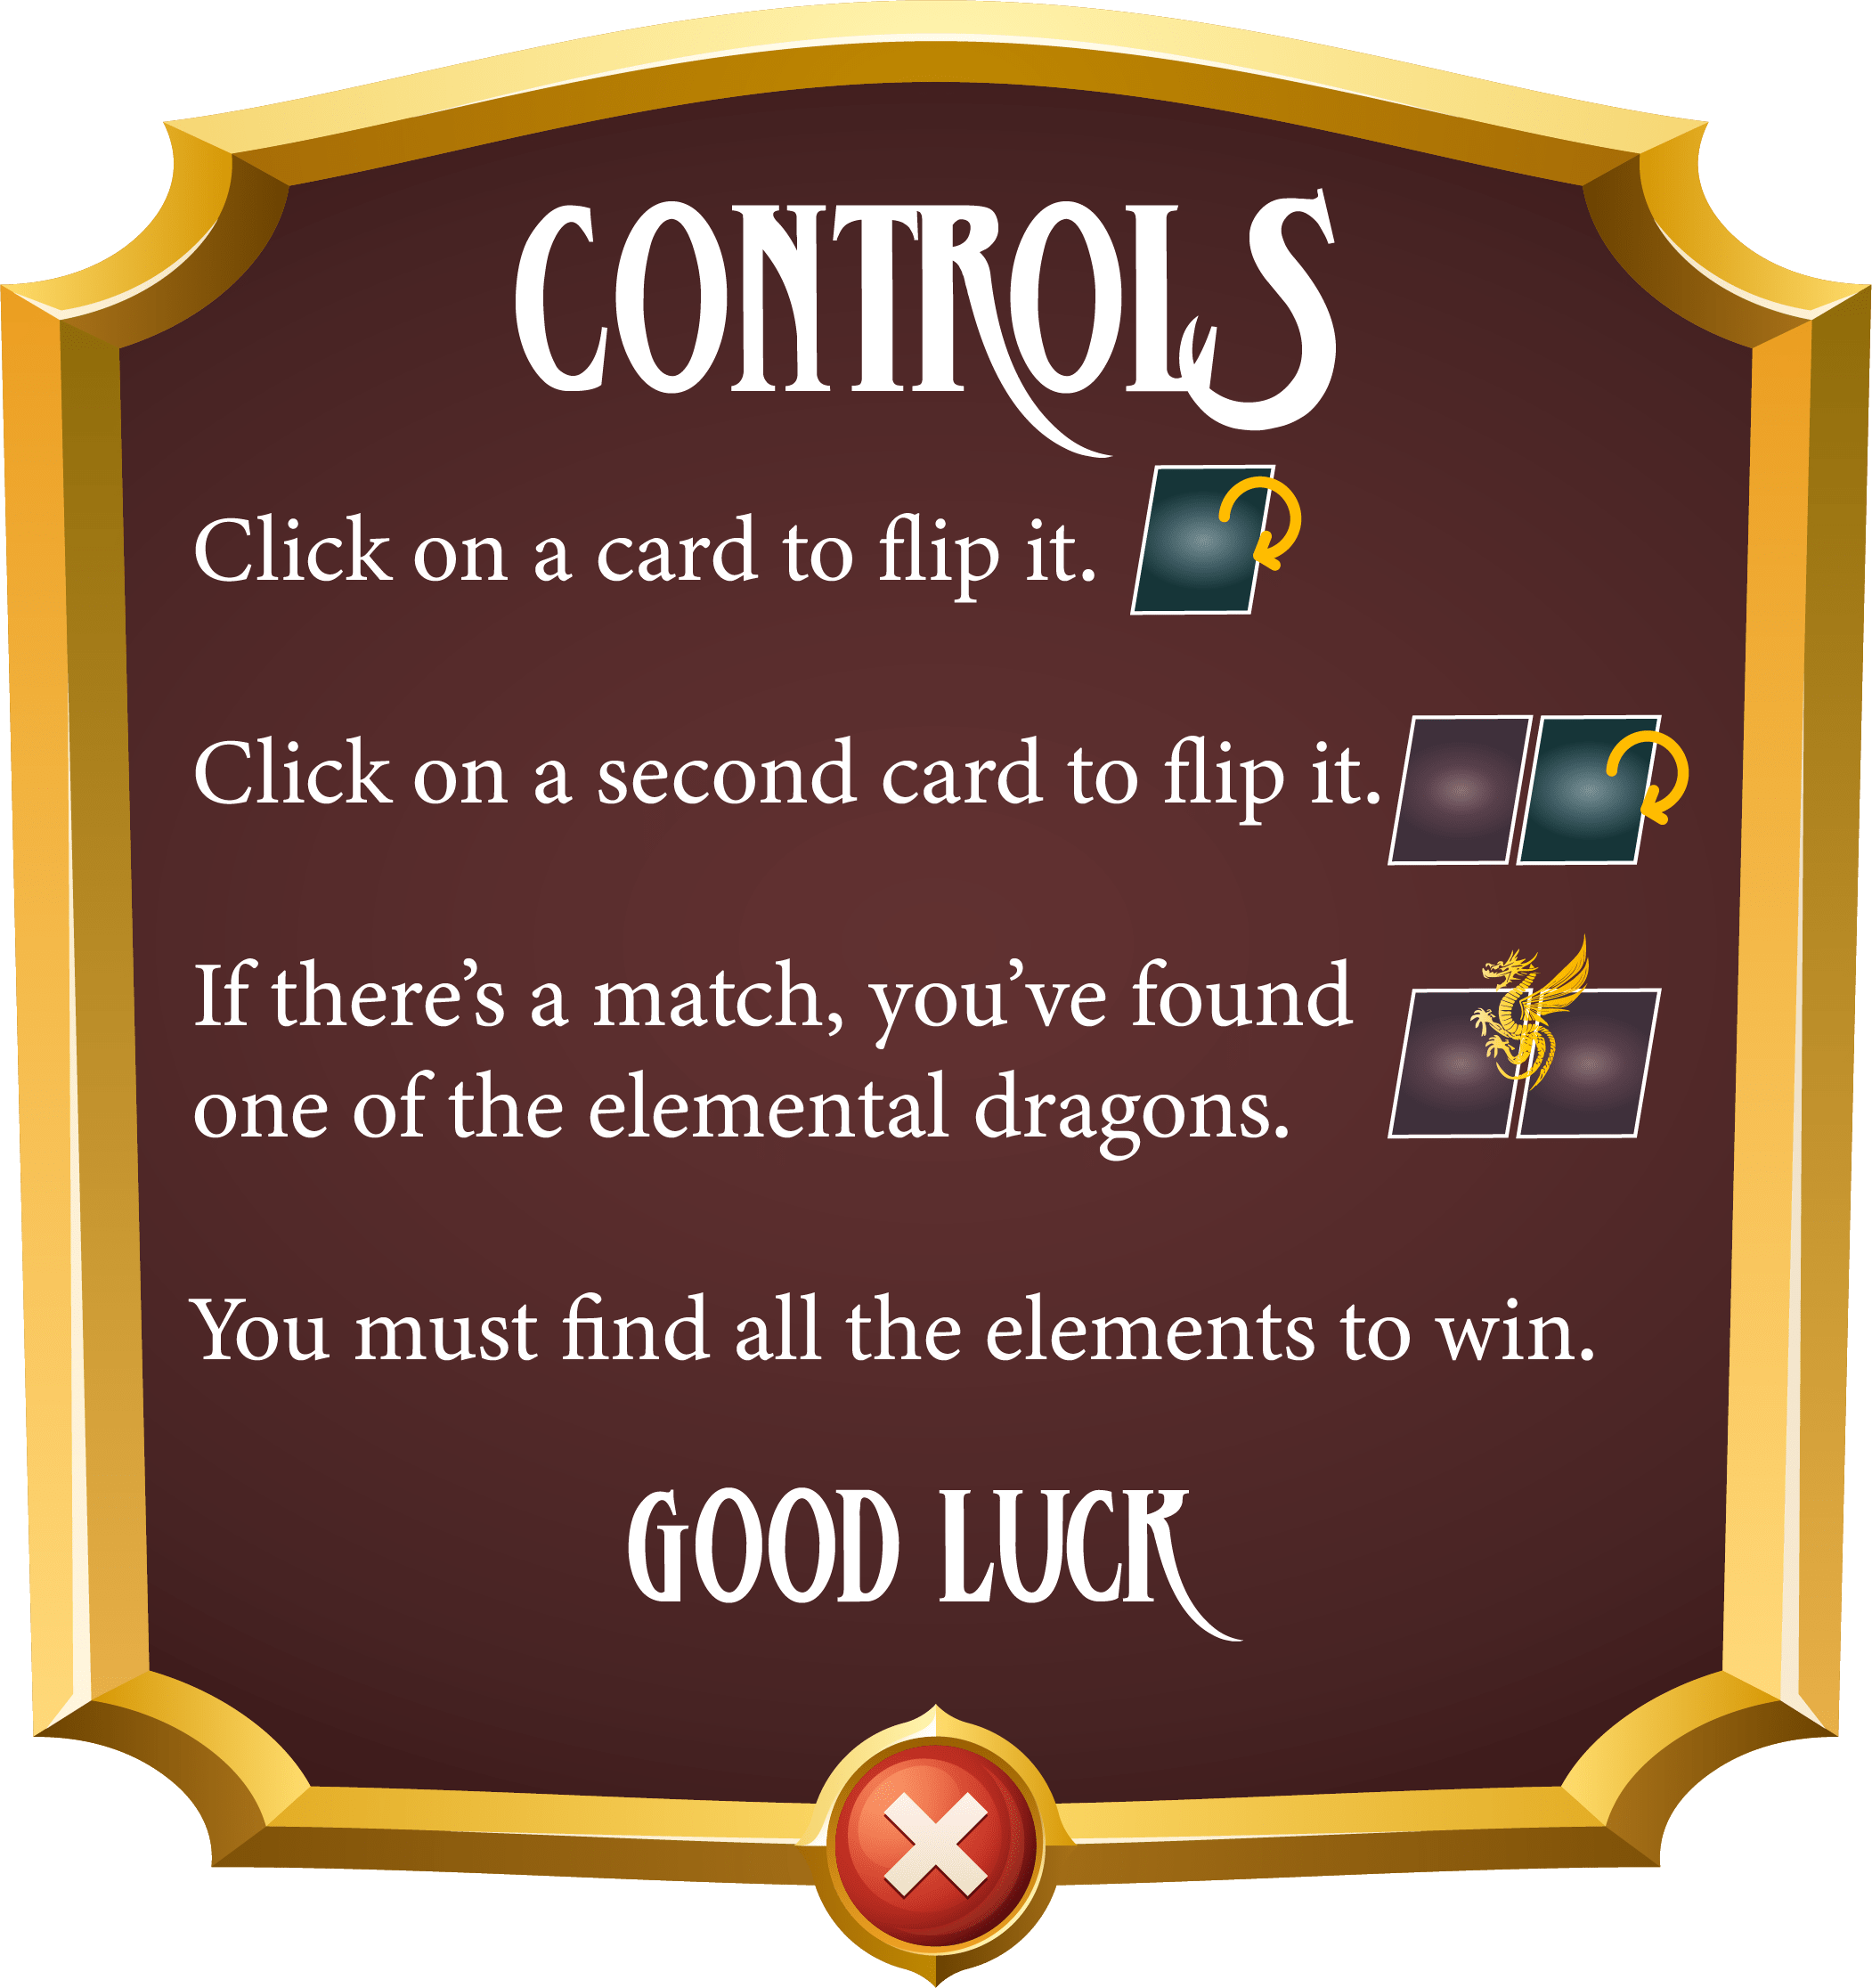 CONTROLS
Click on a card to flip it.
Click on a second card to flip it.
If there’s a match, you’ve found
one of the elemental dragons.
You must find all the elements to win.
GOOD LUCK